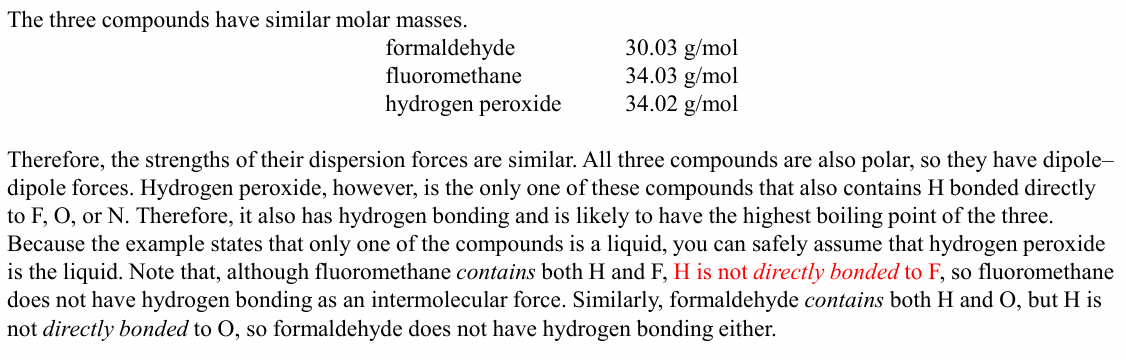 The three compounds have similar molar masses.
formaldehyde 30.03 g/mol
fluoromethane 34.03 g/mol
hydrogen peroxide 34.02 g/mol
Therefore, the strengths of their dispersion forces are similar. All three compounds are also polar, so they have dipole–
dipole forces. Hydrogen peroxide, however, is the only one of these compounds that also contains H bonded directly
to F, O, or N. Therefore, it also has hydrogen bonding and is likely to have the highest boiling point of the three.
Because the example states that only one of the compounds is a liquid, you can safely assume that hydrogen peroxide
is the liquid. Note that, although fluoromethane contains both H and F, H is not directly bonded to F, so fluoromethane
does not have hydrogen bonding as an intermolecular force. Similarly, formaldehyde contains both H and O, but H is
not directly bonded to O, so formaldehyde does not have hydrogen bonding either.